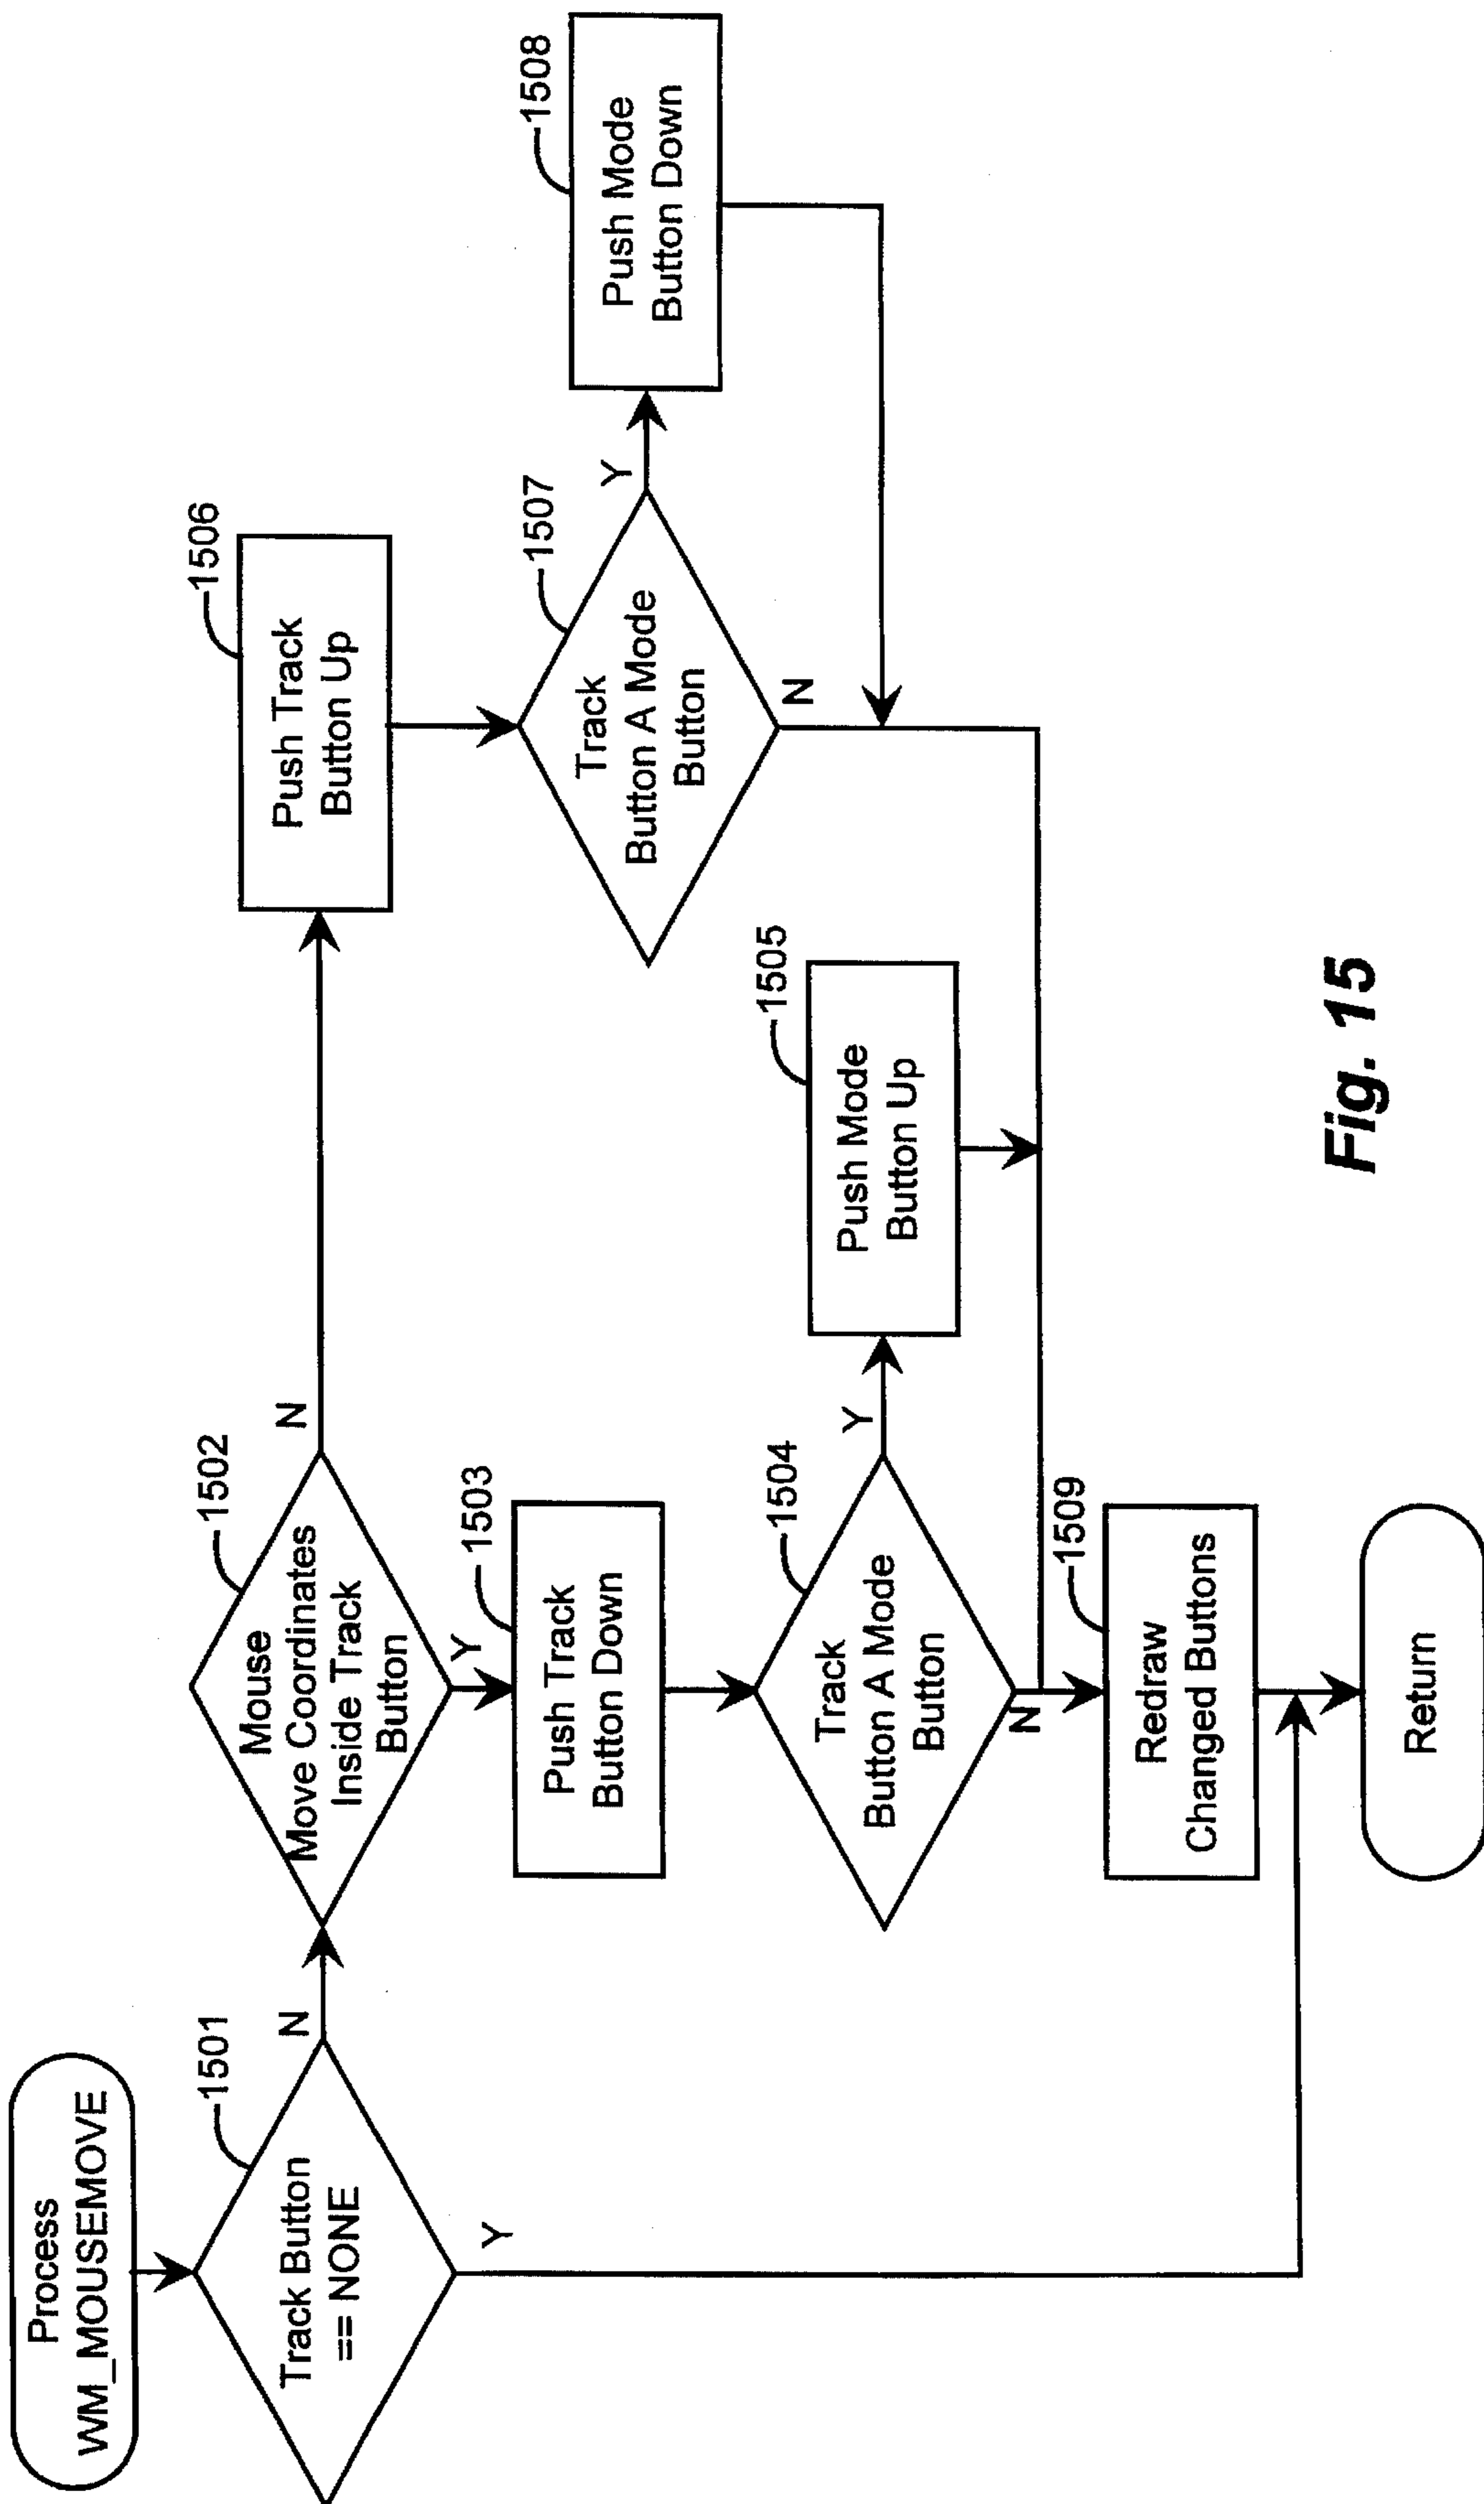 Process
WM_MOUSEMOVE
1501
Track Button
== NONE
N
Y
1502
Mouse
Move Coordinates
Inside Track
Button
N
Y
1503
Push Track
Button Down
1504
Track
Button A Mode
Button
Y
N
1505
Push Mode
Button Up
1506
Push Track
Button Up
1507
Track
Button A Mode
Button
Y
N
1508
Push Mode
Button Down
1509
Redraw
Changed Buttons
Return
Fig. 15